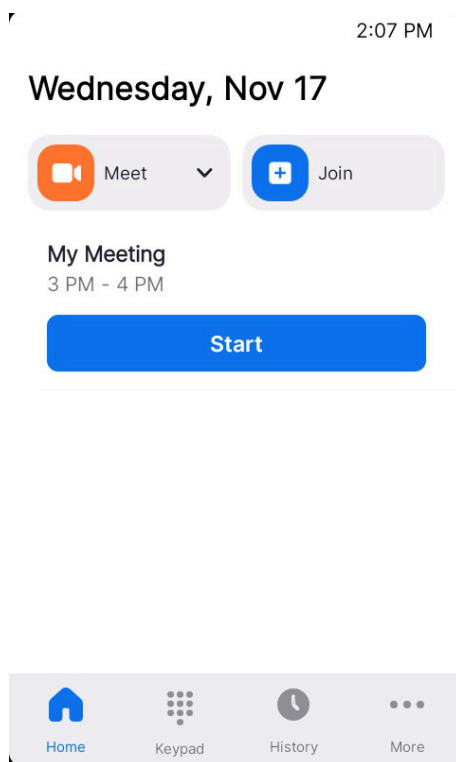 2:07 PM
Wednesday, Nov 17
Meet
Join
My Meeting
3 PM - 4 PM
Start
Home
Keypad
History
More